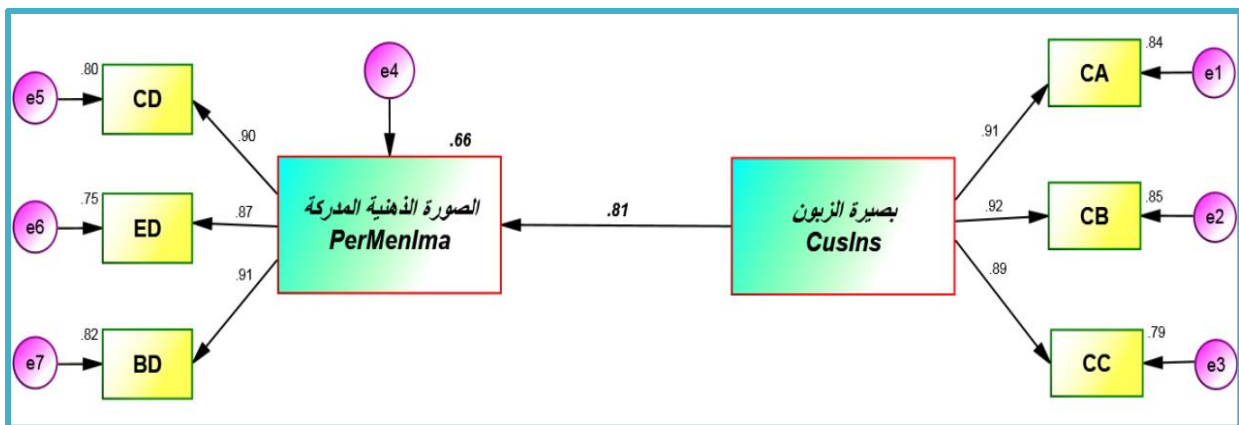 .84
CA
e1
.80
CD
e5
e4
.90
.91
.66
الصورة الذهنية المدركة
PerMenIma
.81
بصيرة الزبون
CusIns
.75
ED
e6
.87
.92
.85
CB
e2
.91
.89
.82
BD
e7
.79
CC
e3